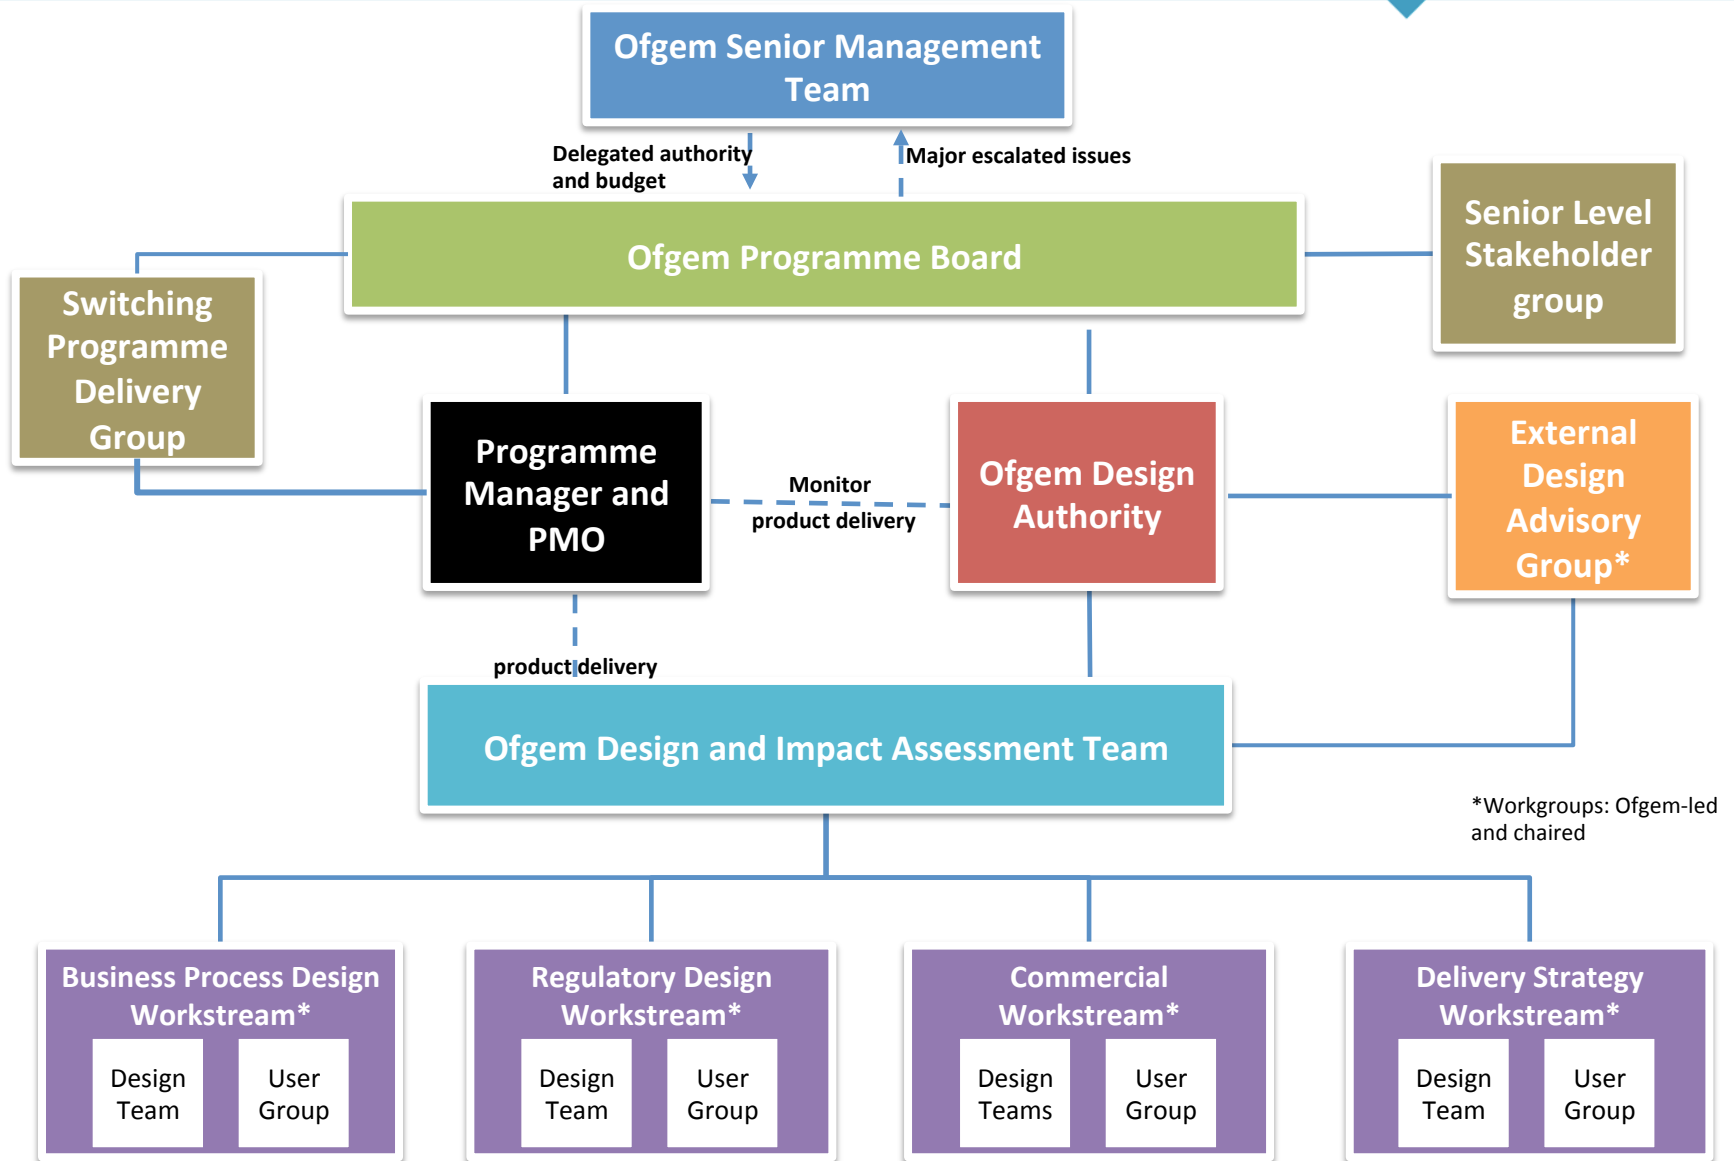 Ofgem Senior Management
Team
Delegated authority
and budget
Major escalated issues
Senior Level
Stakeholder
group
Ofgem Programme Board
Switching
Programme
Delivery
Group
Programme
Manager and
PMO
Monitor
product delivery
Ofgem Design
Authority
External
Design
Advisory
Group*
product delivery
Ofgem Design and Impact Assessment Team
*Workgroups: Ofgem-led
and chaired
Business Process Design
Workstream*
Design
Team
User
Group
Regulatory Design
Workstream*
Design
Team
User
Group
Commercial
Workstream*
Design
Teams
User
Group
Delivery Strategy
Workstream*
Design
Team
User
Group